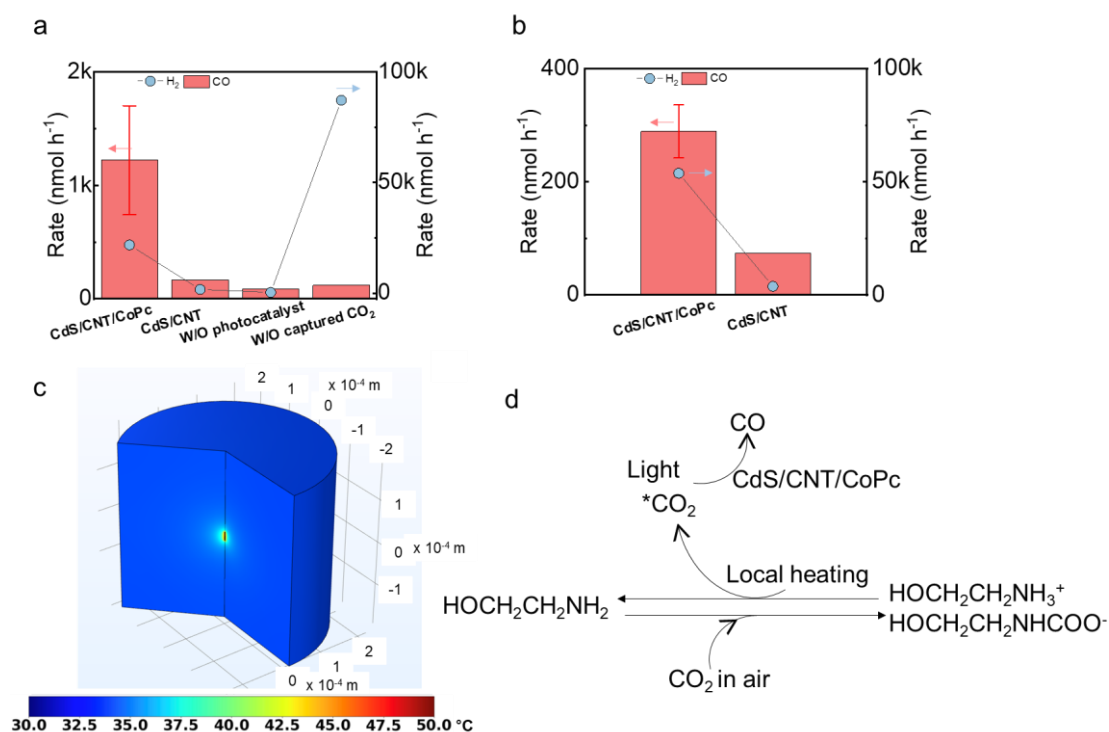 a
H2 CO
2k
1k
0
Rate (nmol h-1)
100k
50k
0
Rate (nmol h-1)
CdS/CNT/CoPc
CdS/CNT
W/O photocatalyst
W/O captured CO2
b
H2 CO
400
200
0
Rate (nmol h-1)
100k
50k
0
Rate (nmol h-1)
CdS/CNT/CoPc
CdS/CNT
c
2 1 0 -1 -2
x 10-4 m
1
0 x 10-4 m
-1
2
1
0 x 10-4 m
30.0 32.5 35.0 37.5 40.0 42.5 45.0 47.5 50.0 °C
d
CO
Light
CdS/CNT/CoPc
*CO2
Local heating
HOCH2CH2NH2
HOCH2CH2NH3+
HOCH2CH2NHCOO-
CO2 in air